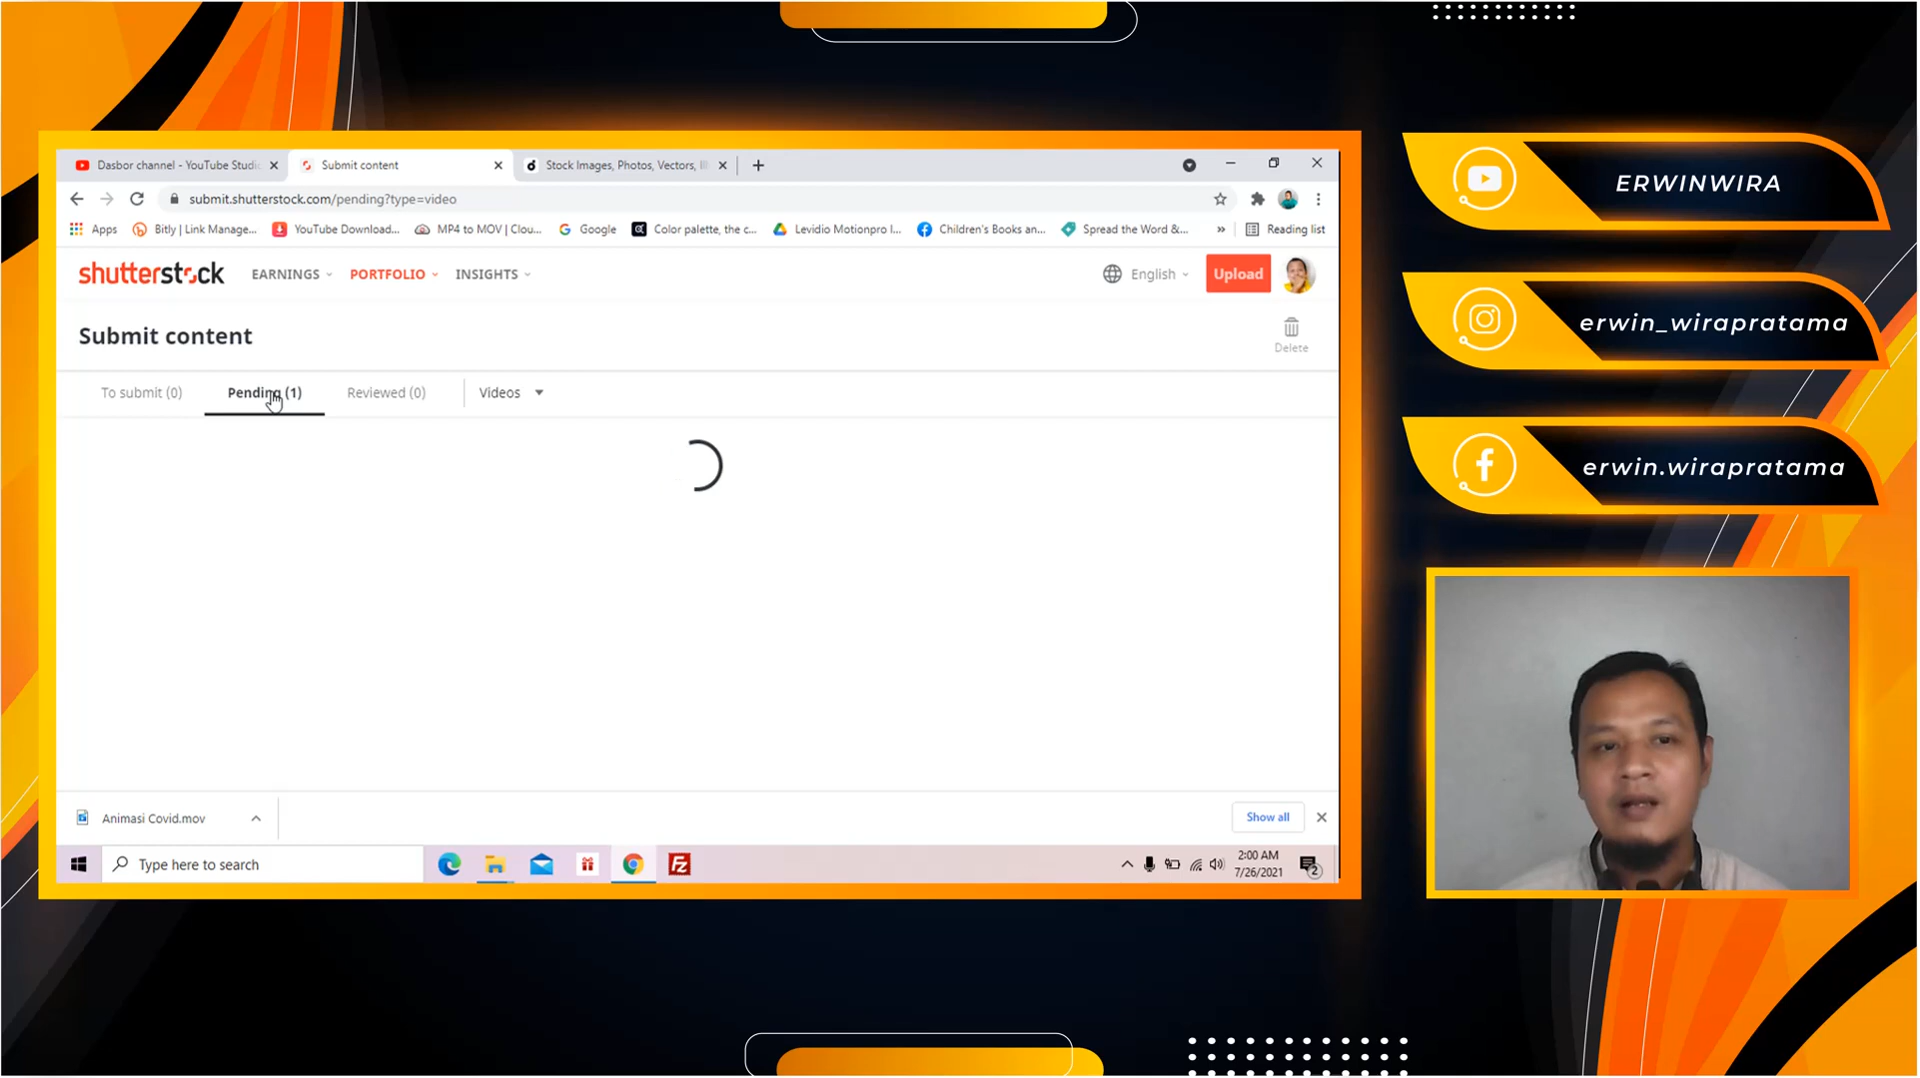 Dasbor channel - YouTube Studi
Submit content
Stock Images, Photos, Vectors, Ill
submit.shutterstock.com/pending?type=video
Apps
Bitly | Link Manage...
YouTube Download...
MP4 to MOV | Clou...
Google
Color palette, the c...
Levidio Motionpro I...
Children's Books an...
Spread the Word &...
»
Reading list
shutterstock
EARNINGS
PORTFOLIO
INSIGHTS
English
Upload
Submit content
Delete
To submit (0)
Pending (1)
Reviewed (0)
Videos
Animasi Covid.mov
Show all
Type here to search
2:00 AM
7/26/2021
2
ERWINWIRA
erwin_wirapratama
erwin.wirapratama